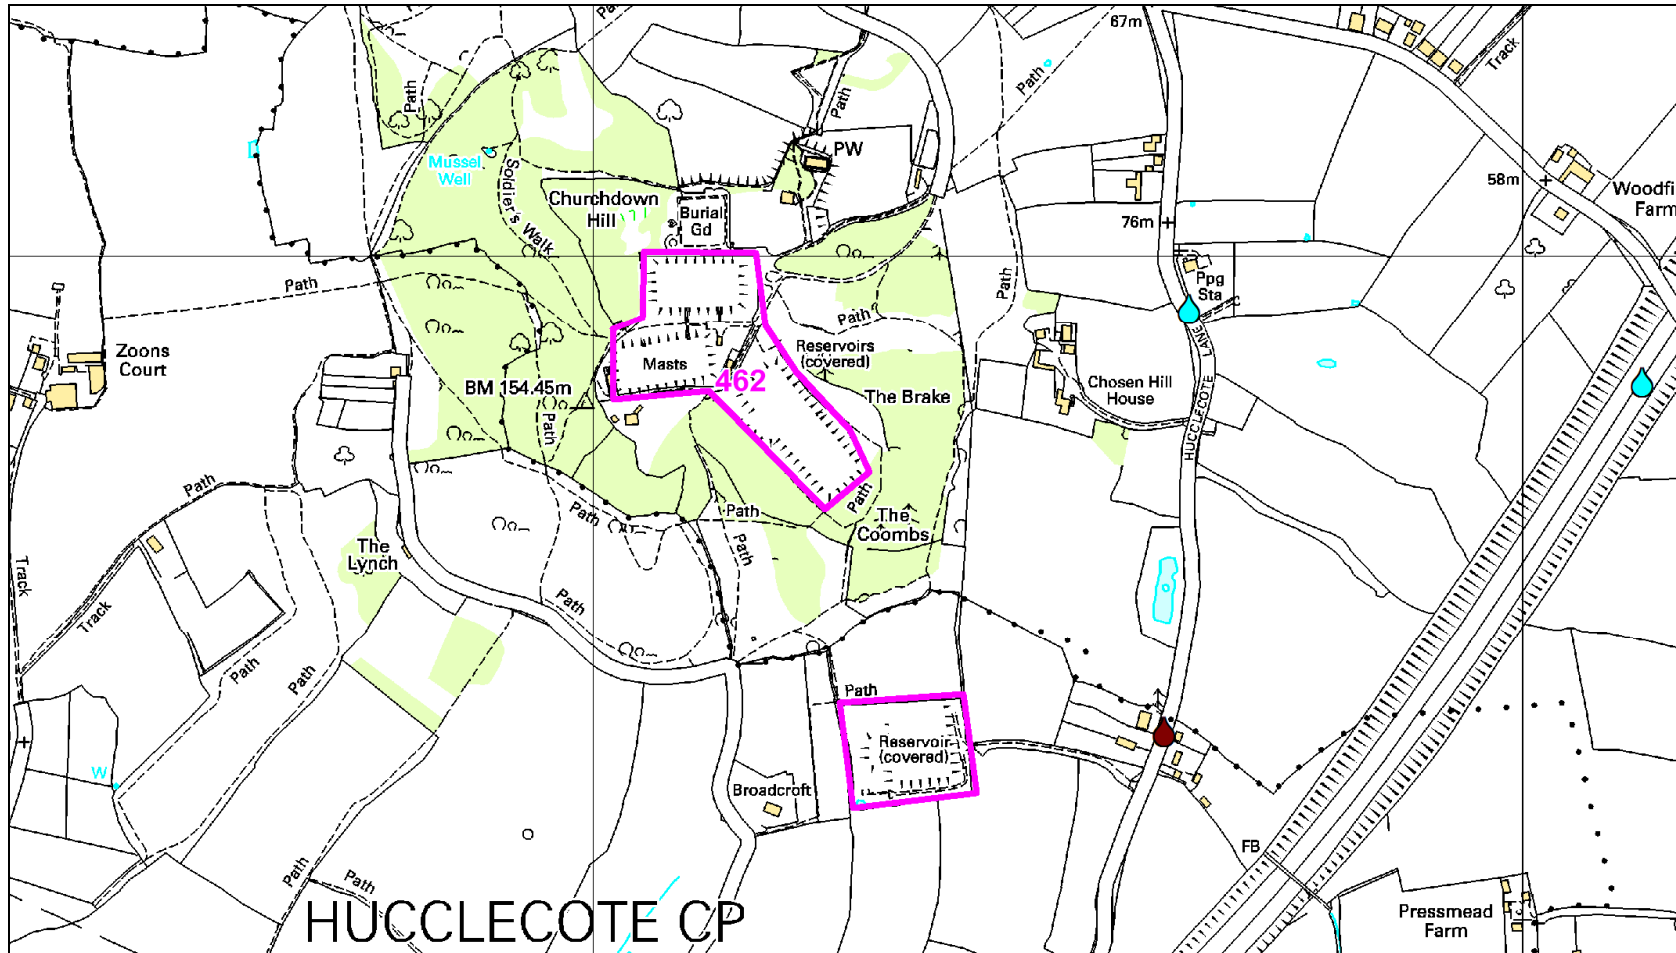 Pa
67m
Track
Path
Path
Path
PW
Mussel
Well
Soldier's Walk
Churchdown
Hill
Burial
Gd
58m
Woodfi
Farm
76m
Path
Path
Ppg
Sta
Path
Zoons
Court
Masts
Reservoirs
(covered)
462
BM 154.45m
The Brake
Chosen Hill
House
HUCCLECOTE LANE
Path
Path
Path
Path
Path
The
Coombs
Path
The
Lynch
Track
Track
Path
Path
Path
Path
Reservoir
(covered)
W
Broadcroft
FB
Path
Path
HUCCLECOTE CP
Pressmead
Farm